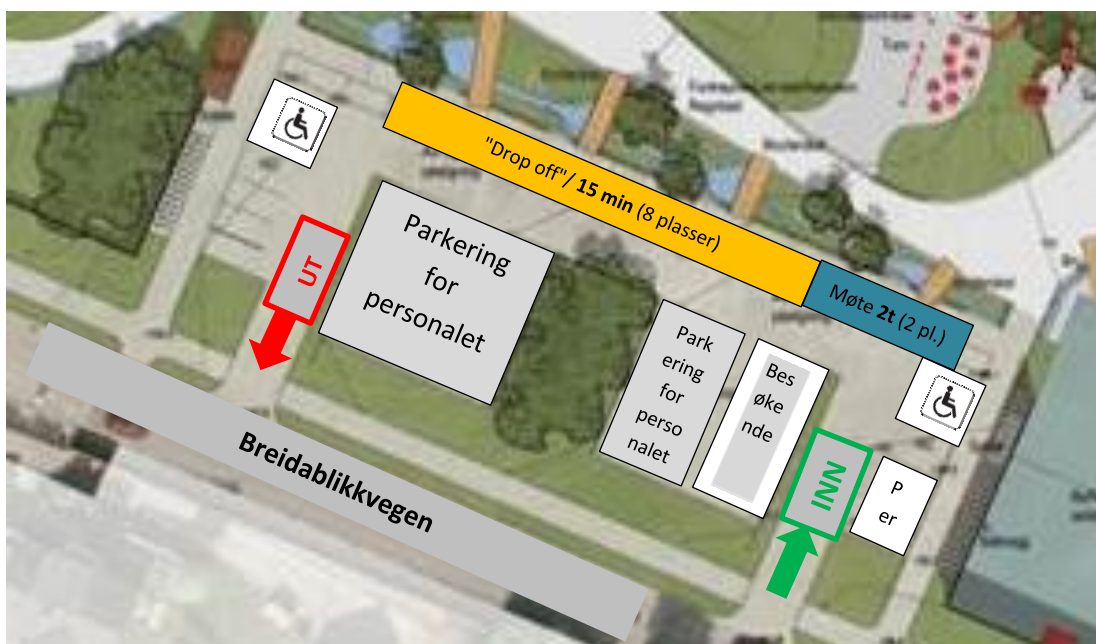 "Drop off"/ 15 min (8 plasser)
Møte 2t (2 pl.)
Parkering
for
personalet
UT
Park
ering
for
perso
nalet
Bes
øke
nde
INN
P
er
Breidablikkvegen